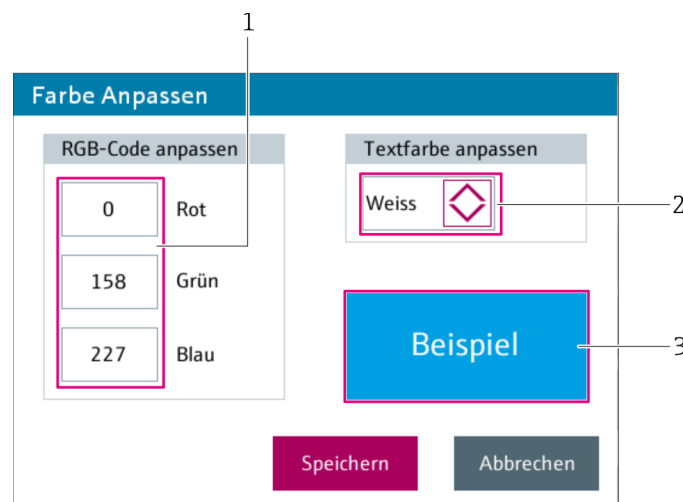 1
Farbe Anpassen
RGB-Code anpassen
Textfarbe anpassen
0 Rot
Weiss
2
158 Grün
Beispiel
3
227 Blau
Speichern
Abbrechen